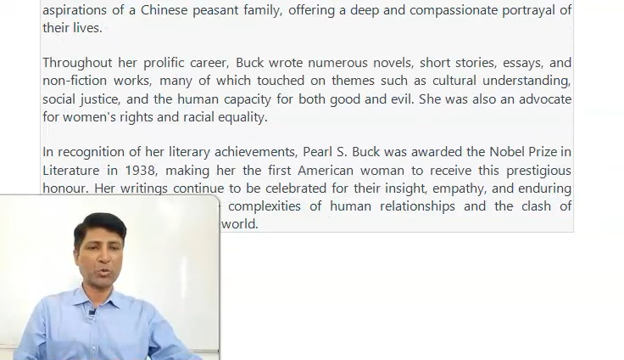 aspirations of a Chinese peasant family, offering a deep and compassionate portrayal of
their lives.
Throughout her prolific career, Buck wrote numerous novels, short stories, essays, and
non-fiction works, many of which touched on themes such as cultural understanding,
social justice, and the human capacity for both good and evil. She was also an advocate
for women's rights and racial equality.
In recognition of her literary achievements, Pearl S. Buck was awarded the Nobel Prize in
Literature in 1938, making her the first American woman to receive this prestigious
honour. Her writings continue to be celebrated for their insight, empathy, and enduring
complexities of human relationships and the clash of
world.